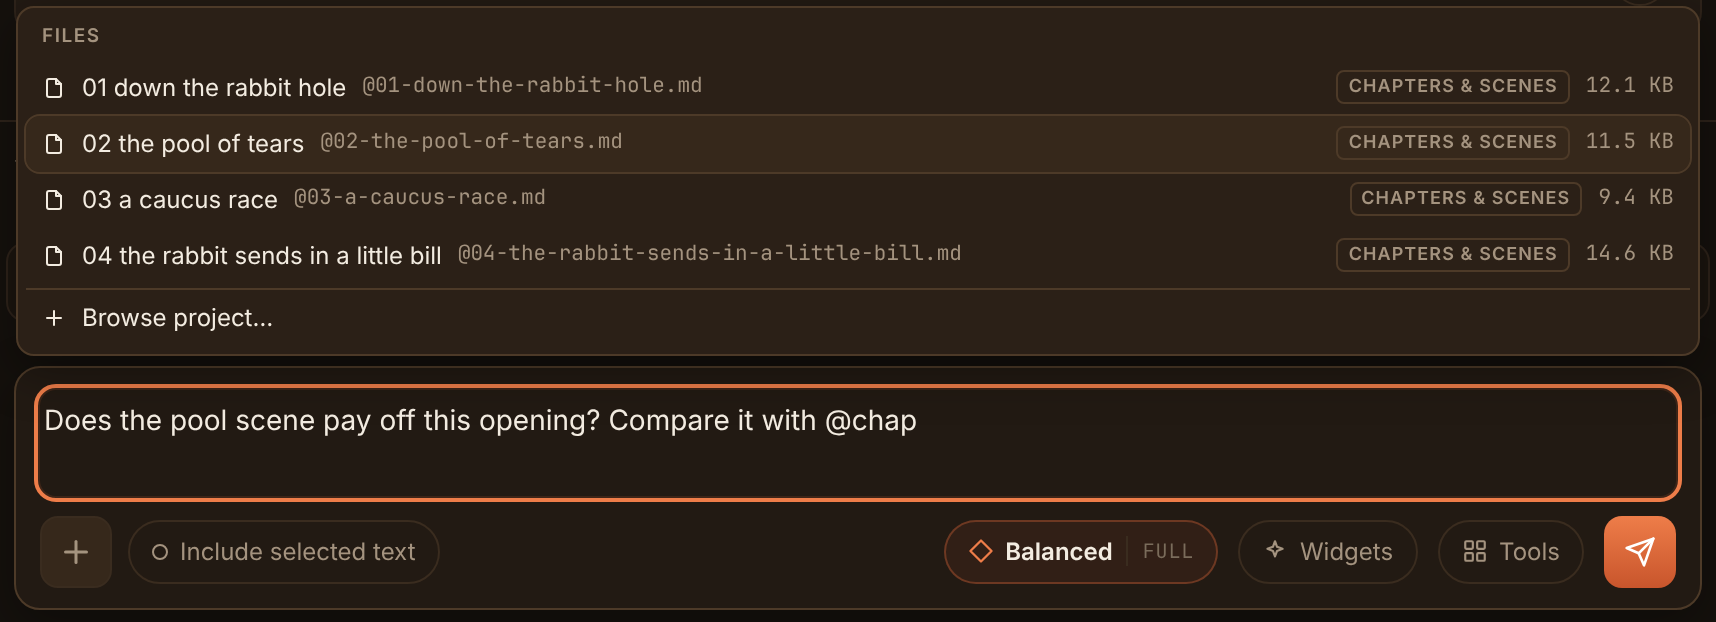 FILES
01 down the rabbit hole @01-down-the-rabbit-hole.md CHAPTERS & SCENES 12.1 KB
02 the pool of tears @02-the-pool-of-tears.md CHAPTERS & SCENES 11.5 KB
03 a caucus race @03-a-caucus-race.md CHAPTERS & SCENES 9.4 KB
04 the rabbit sends in a little bill @04-the-rabbit-sends-in-a-little-bill.md CHAPTERS & SCENES 14.6 KB
Browse project...
Does the pool scene pay off this opening? Compare it with @chap
Include selected text Balanced FULL Widgets Tools